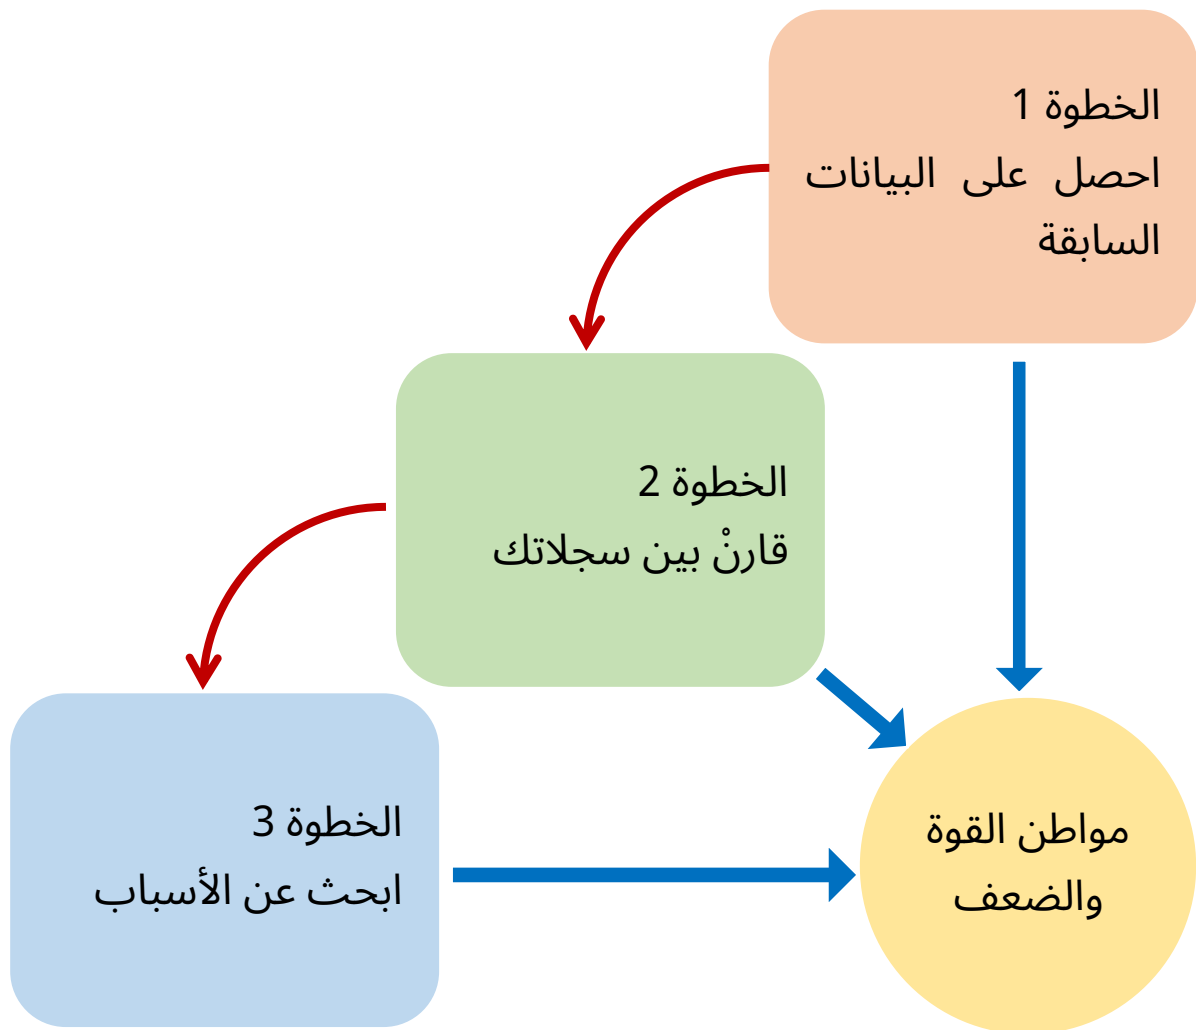 الخطوة 1
احصل على البيانات
السابقة
الخطوة 2
قارنْ بين سجلاتك
الخطوة 3
ابحث عن الأسباب
مواطن القوة
والضعف